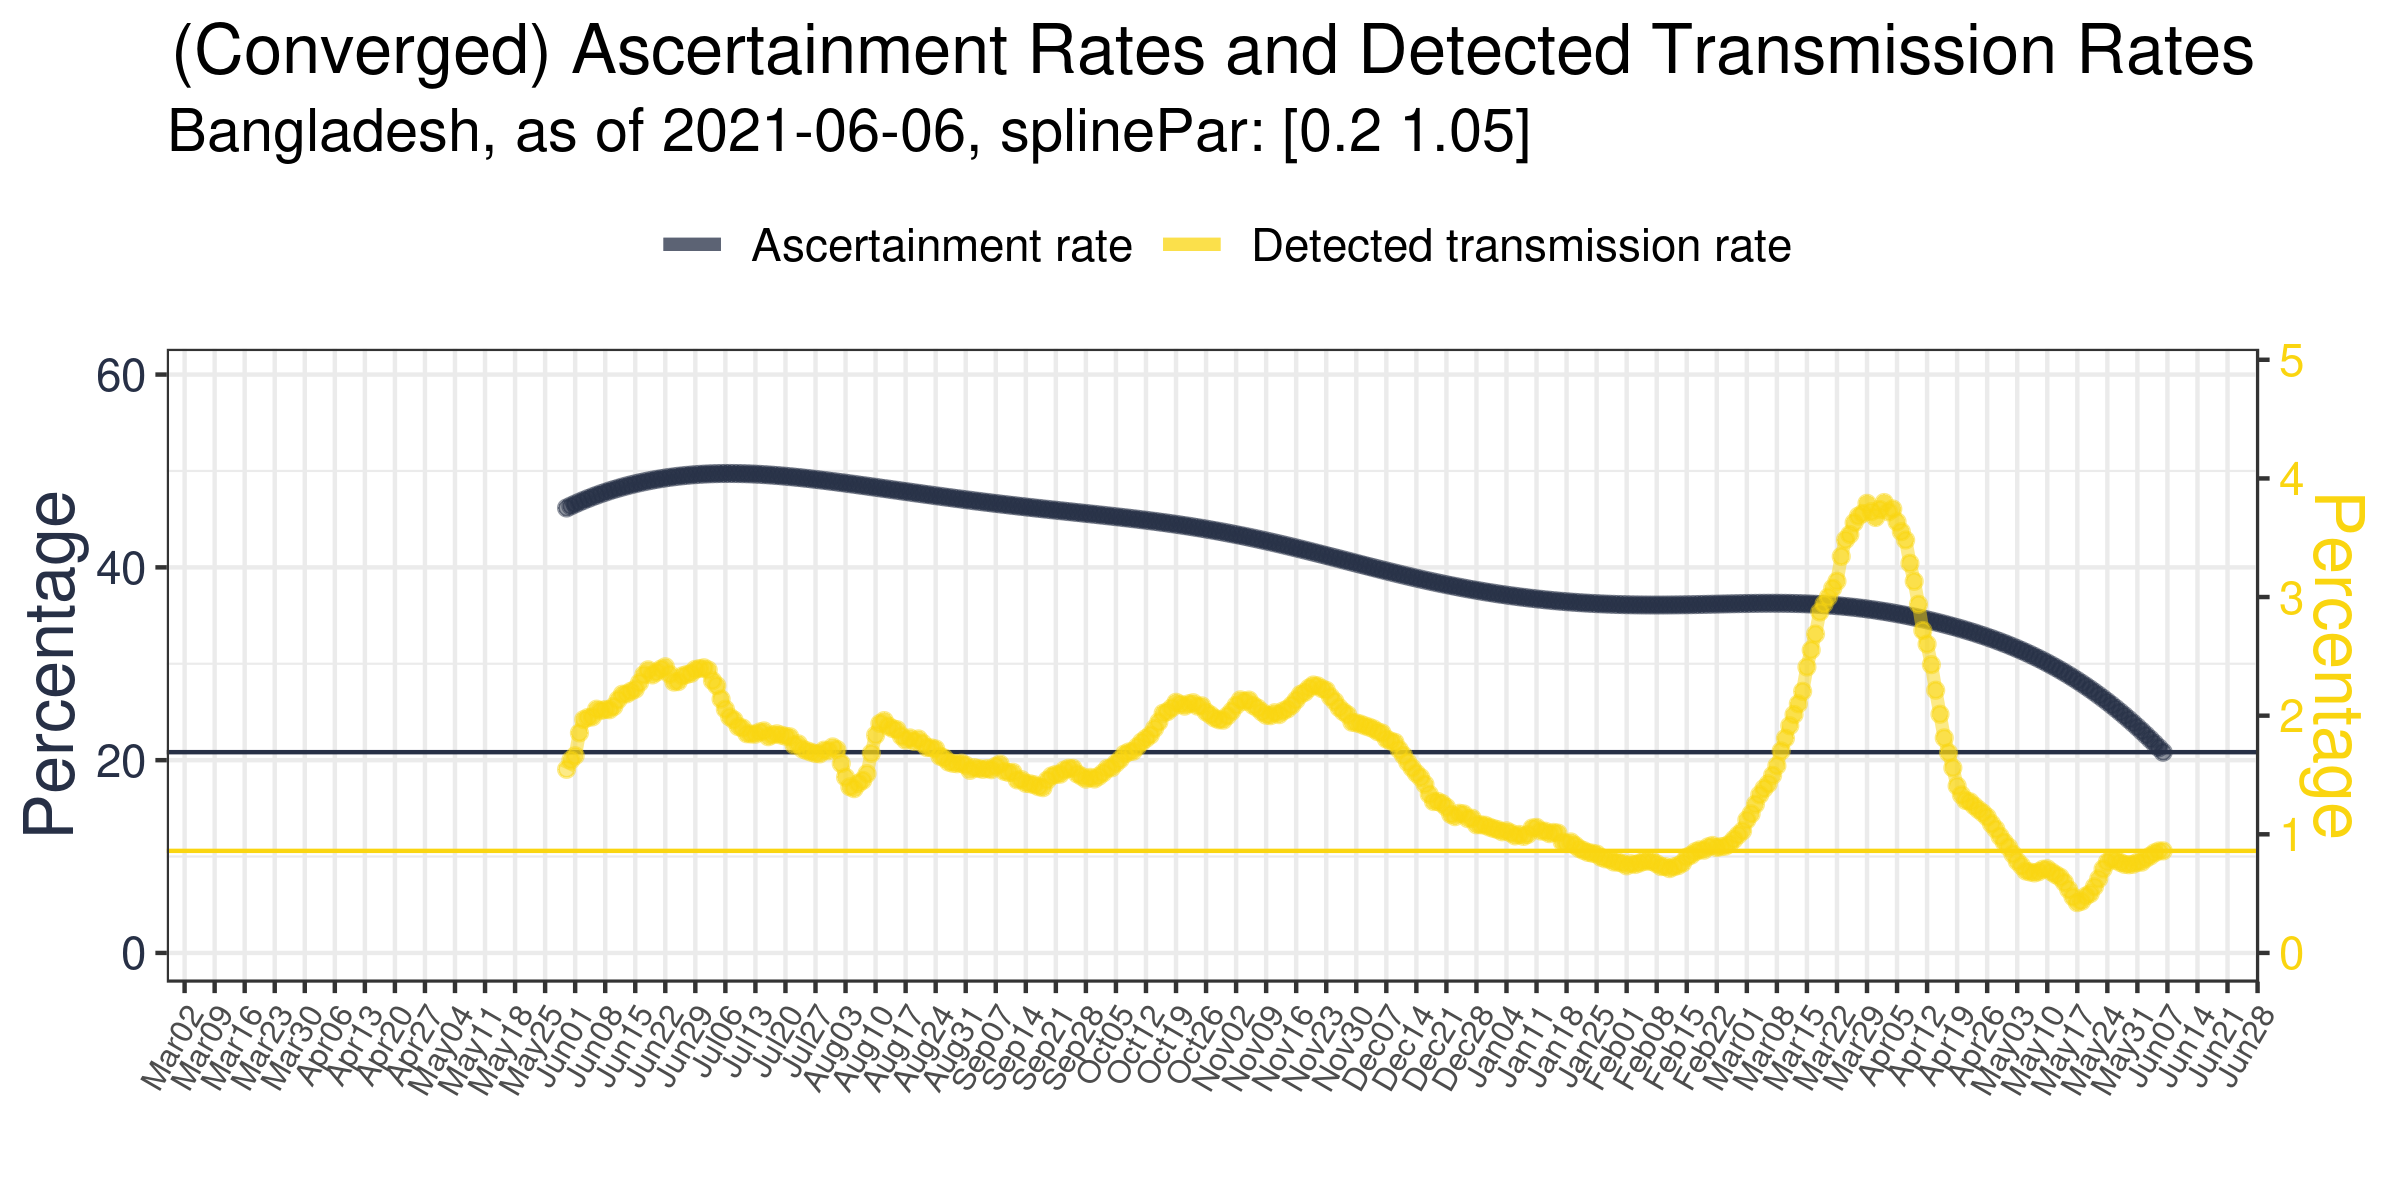 (Converged) Ascertainment Rates and Detected Transmission Rates
Bangladesh, as of 2021-06-06, splinePar: [0.2 1.05]
Ascertainment rate
Detected transmission rate
Percentage
60
40
20
0
5
4
3
2
1
0
Percentage
Mar02
Mar09
Mar16
Mar23
Mar30
Apr06
Apr13
Apr20
Apr27
May04
May11
May18
May25
Jun01
Jun08
Jun15
Jun22
Jun29
Jul06
Jul13
Jul20
Jul27
Aug03
Aug10
Aug17
Aug24
Aug31
Sep07
Sep14
Sep21
Sep28
Oct05
Oct12
Oct19
Oct26
Nov02
Nov09
Nov16
Nov23
Nov30
Dec07
Dec14
Dec21
Dec28
Dec04
Jan11
Jan18
Jan25
Feb01
Feb08
Feb15
Feb22
Mar01
Mar08
Mar15
Mar22
Mar29
Mar05
Apr12
Apr19
Apr26
May03
May10
May17
May24
May31
May07
Jun14
Jun21
Jun28